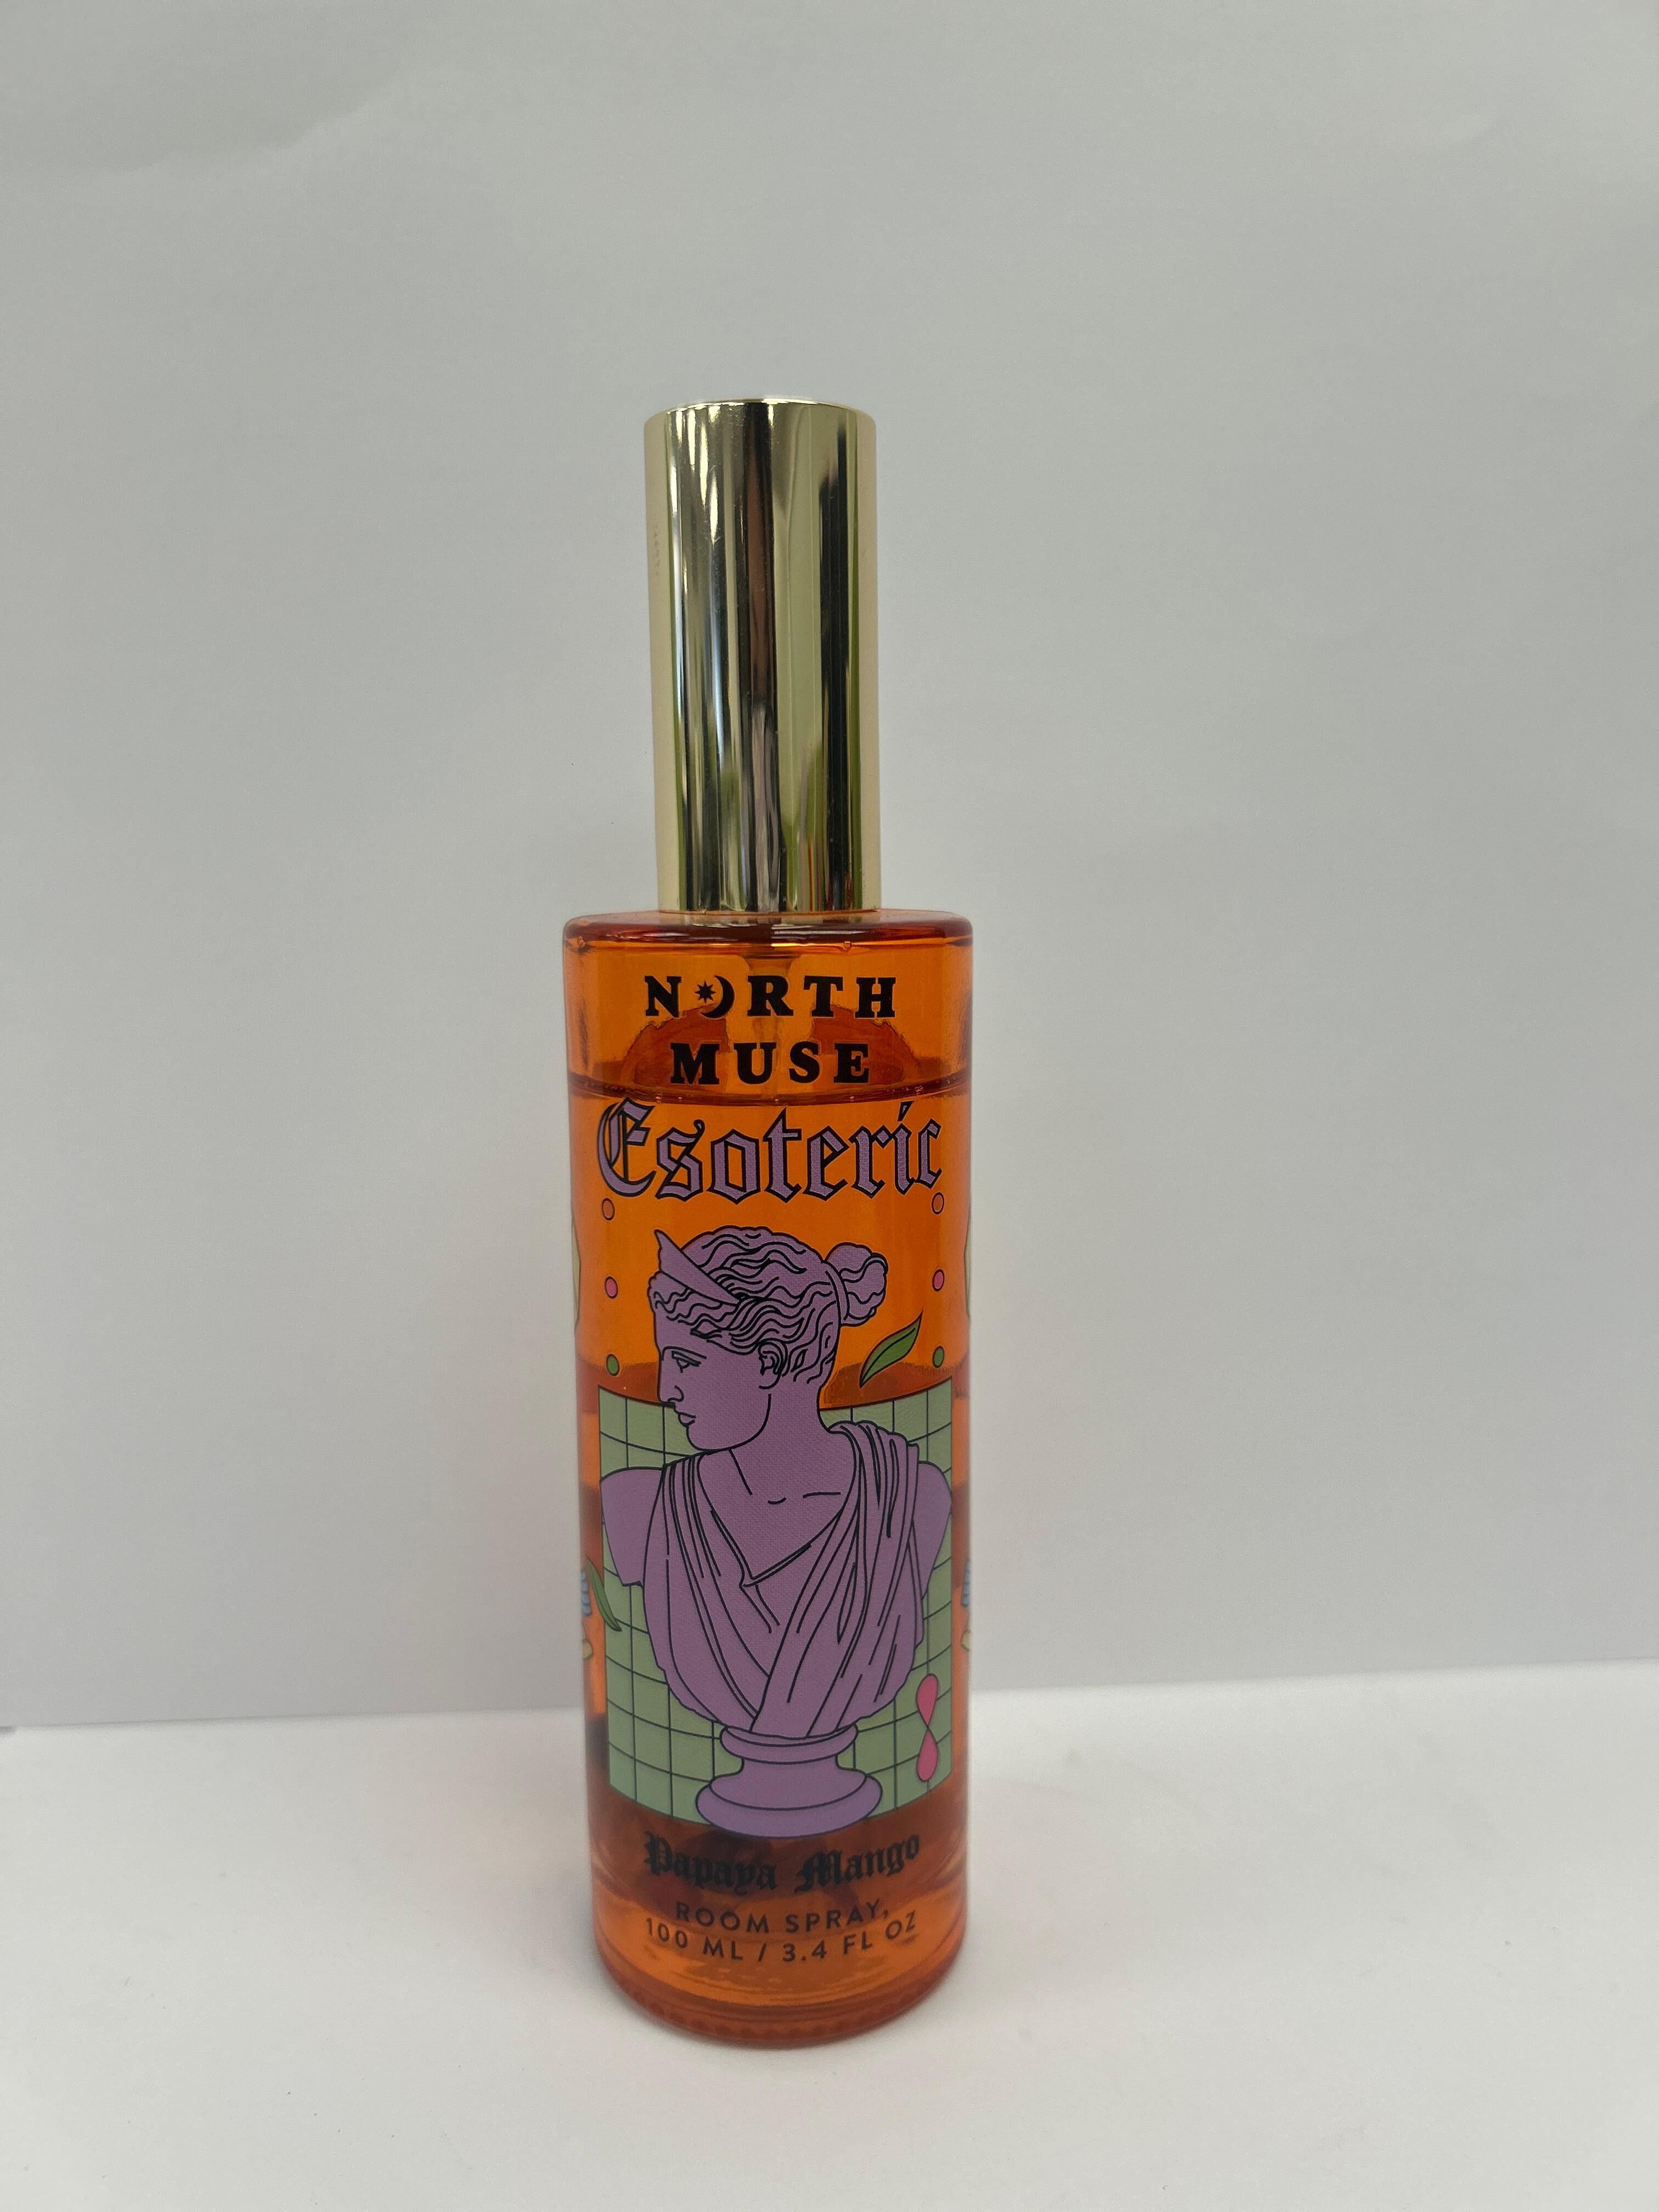 NORTH
MUSE
Esoteric
Papaya Mango
ROOM SPRAY,
100 ML / 3.4 FL OZ